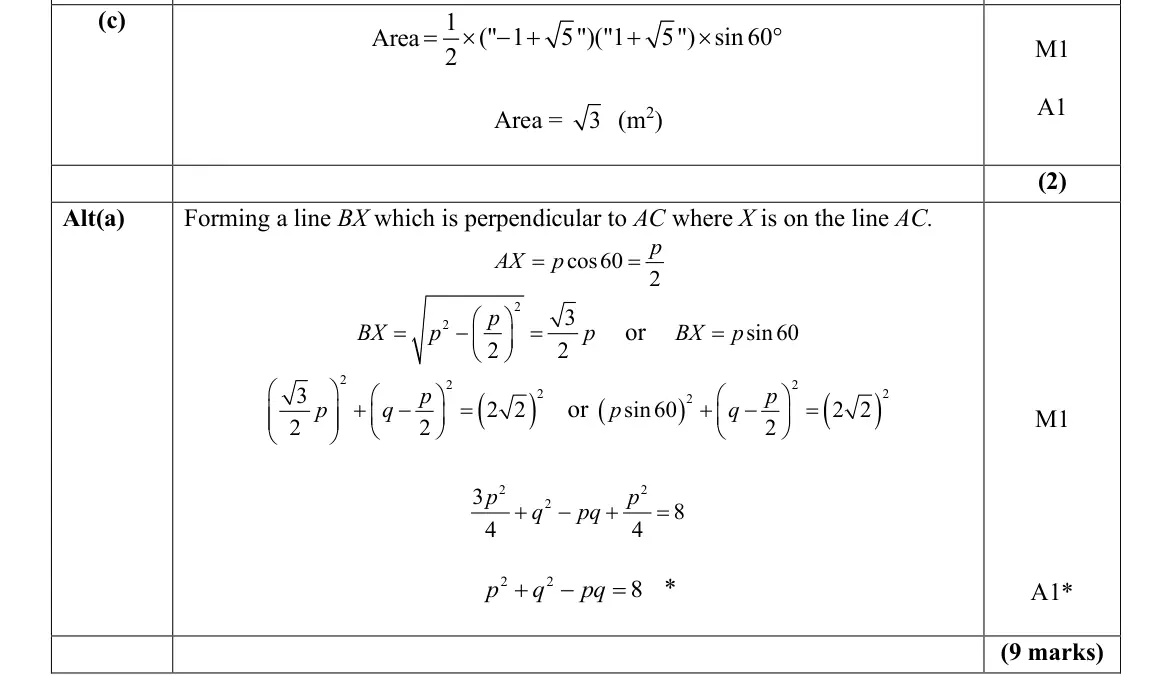 (c)
Area = 1/2 × ("−1 + √5")("1 + √5") × sin 60°
M1
Area = √3 (m²)
A1
(2)
Alt(a)
Forming a line BX which is perpendicular to AC where X is on the line AC.
AX = p cos 60 = p/2
BX = √(p² − (p/2)²) = √3/2 p or BX = p sin 60
(√3/2 p)² + (q − p/2)² = (2√2)² or (p sin 60)² + (q − p/2)² = (2√2)²
M1
3p²/4 + q² − pq + p²/4 = 8
p² + q² − pq = 8 *
A1*
(9 marks)